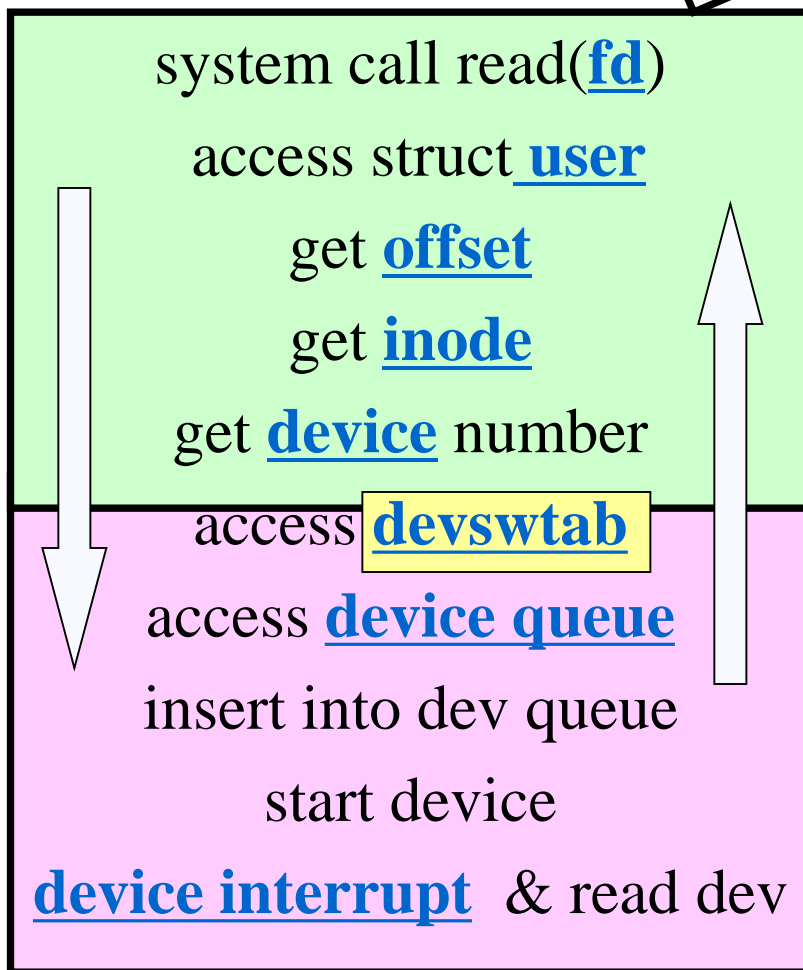 system call read(fd)
access struct user
get offset
get inode
get device number
access devswtab
access device queue
insert into dev queue
start device
device interrupt & read dev